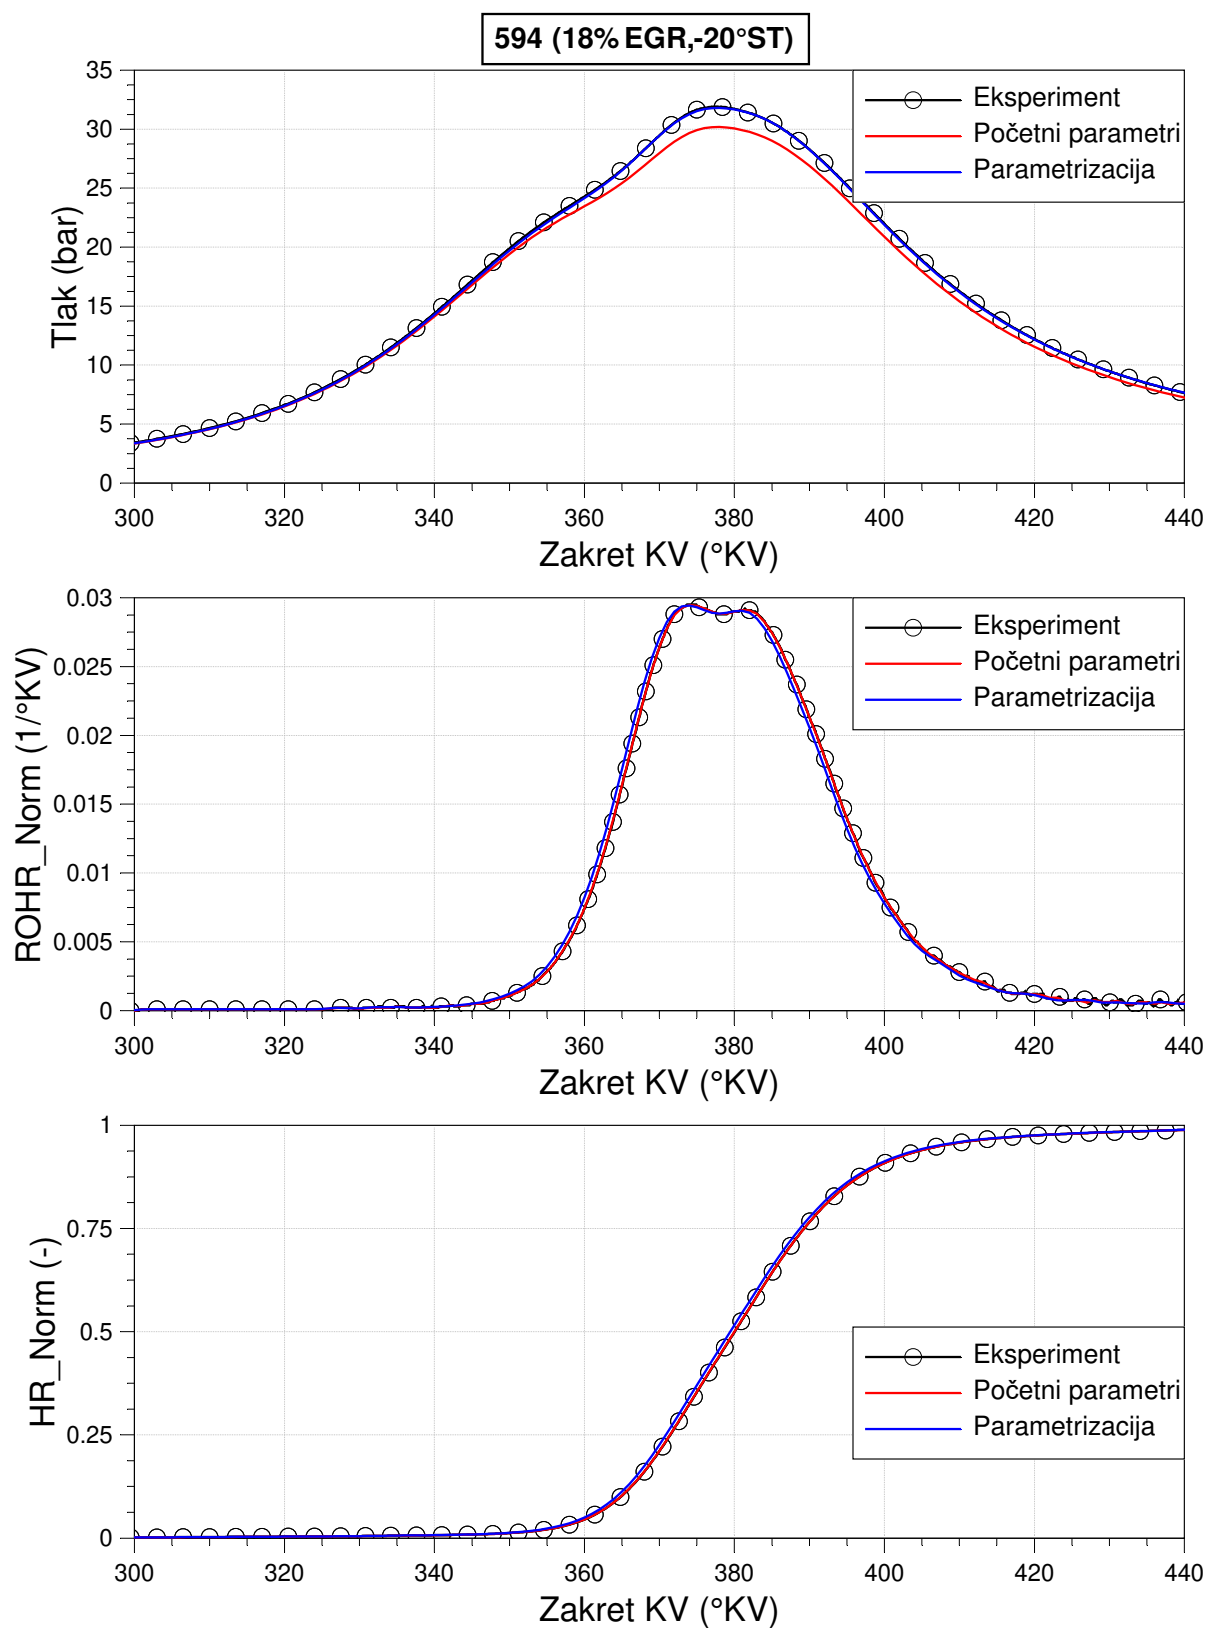 594 (18% EGR,-20°ST)
35
30
25
20
15
10
5
0
Tlak (bar)
Eksperiment
Početni parametri
Parametrizacija
300 320 340 360 380 400 420 440
Zakret KV (°KV)
0.03
0.025
0.02
0.015
0.01
0.005
0
ROHR_Norm (1/°KV)
Eksperiment
Početni parametri
Parametrizacija
300 320 340 360 380 400 420 440
Zakret KV (°KV)
1
0.75
0.5
0.25
0
HR_Norm (-)
Eksperiment
Početni parametri
Parametrizacija
300 320 340 360 380 400 420 440
Zakret KV (°KV)